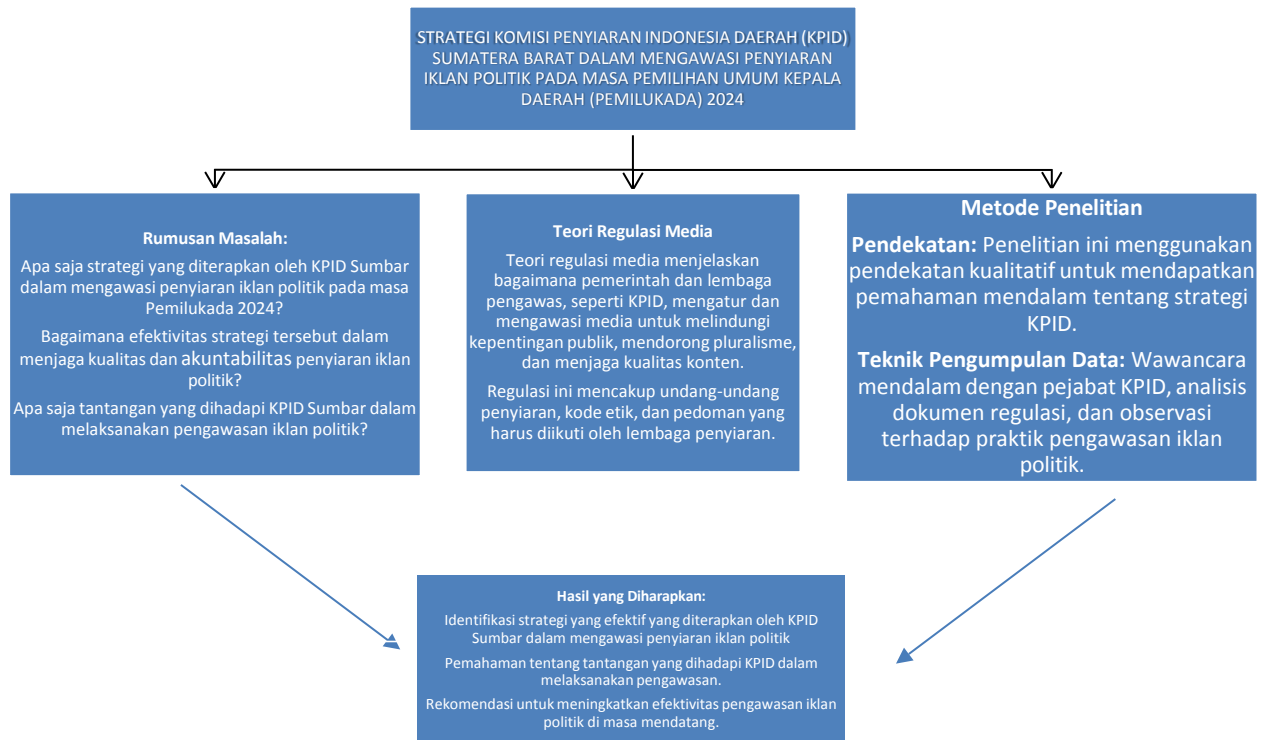 STRATEGI KOMISI PENYIARAN INDONESIA DAERAH (KPID)
SUMATERA BARAT DALAM MENGAWASI PENYIARAN
IKLAN POLITIK PADA MASA PEMILIHAN UMUM KEPALA
DAERAH (PEMILUKADA) 2024
Rumusan Masalah:
Apa saja strategi yang diterapkan oleh KPID Sumbar
dalam mengawasi penyiaran iklan politik pada masa
Pemilukada 2024?
Bagaimana efektivitas strategi tersebut dalam
menjaga kualitas dan akuntabilitas penyiaran iklan
politik?
Apa saja tantangan yang dihadapi KPID Sumbar dalam
melaksanakan pengawasan iklan politik?
Teori Regulasi Media
Teori regulasi media menjelaskan
bagaimana pemerintah dan lembaga
pengawas, seperti KPID, mengatur dan
mengawasi media untuk melindungi
kepentingan publik, mendorong pluralisme,
dan menjaga kualitas konten.
Regulasi ini mencakup undang-undang
penyiaran, kode etik, dan pedoman yang
harus diikuti oleh lembaga penyiaran.
Metode Penelitian
Pendekatan: Penelitian ini menggunakan
pendekatan kualitatif untuk mendapatkan
pemahaman mendalam tentang strategi
KPID.
Teknik Pengumpulan Data: Wawancara
mendalam dengan pejabat KPID, analisis
dokumen regulasi, dan observasi
terhadap praktik pengawasan iklan
politik.
Hasil yang Diharapkan:
Identifikasi strategi yang efektif yang diterapkan oleh KPID
Sumbar dalam mengawasi penyiaran iklan politik
Pemahaman tentang tantangan yang dihadapi KPID dalam
melaksanakan pengawasan.
Rekomendasi untuk meningkatkan efektivitas pengawasan iklan
politik di masa mendatang.